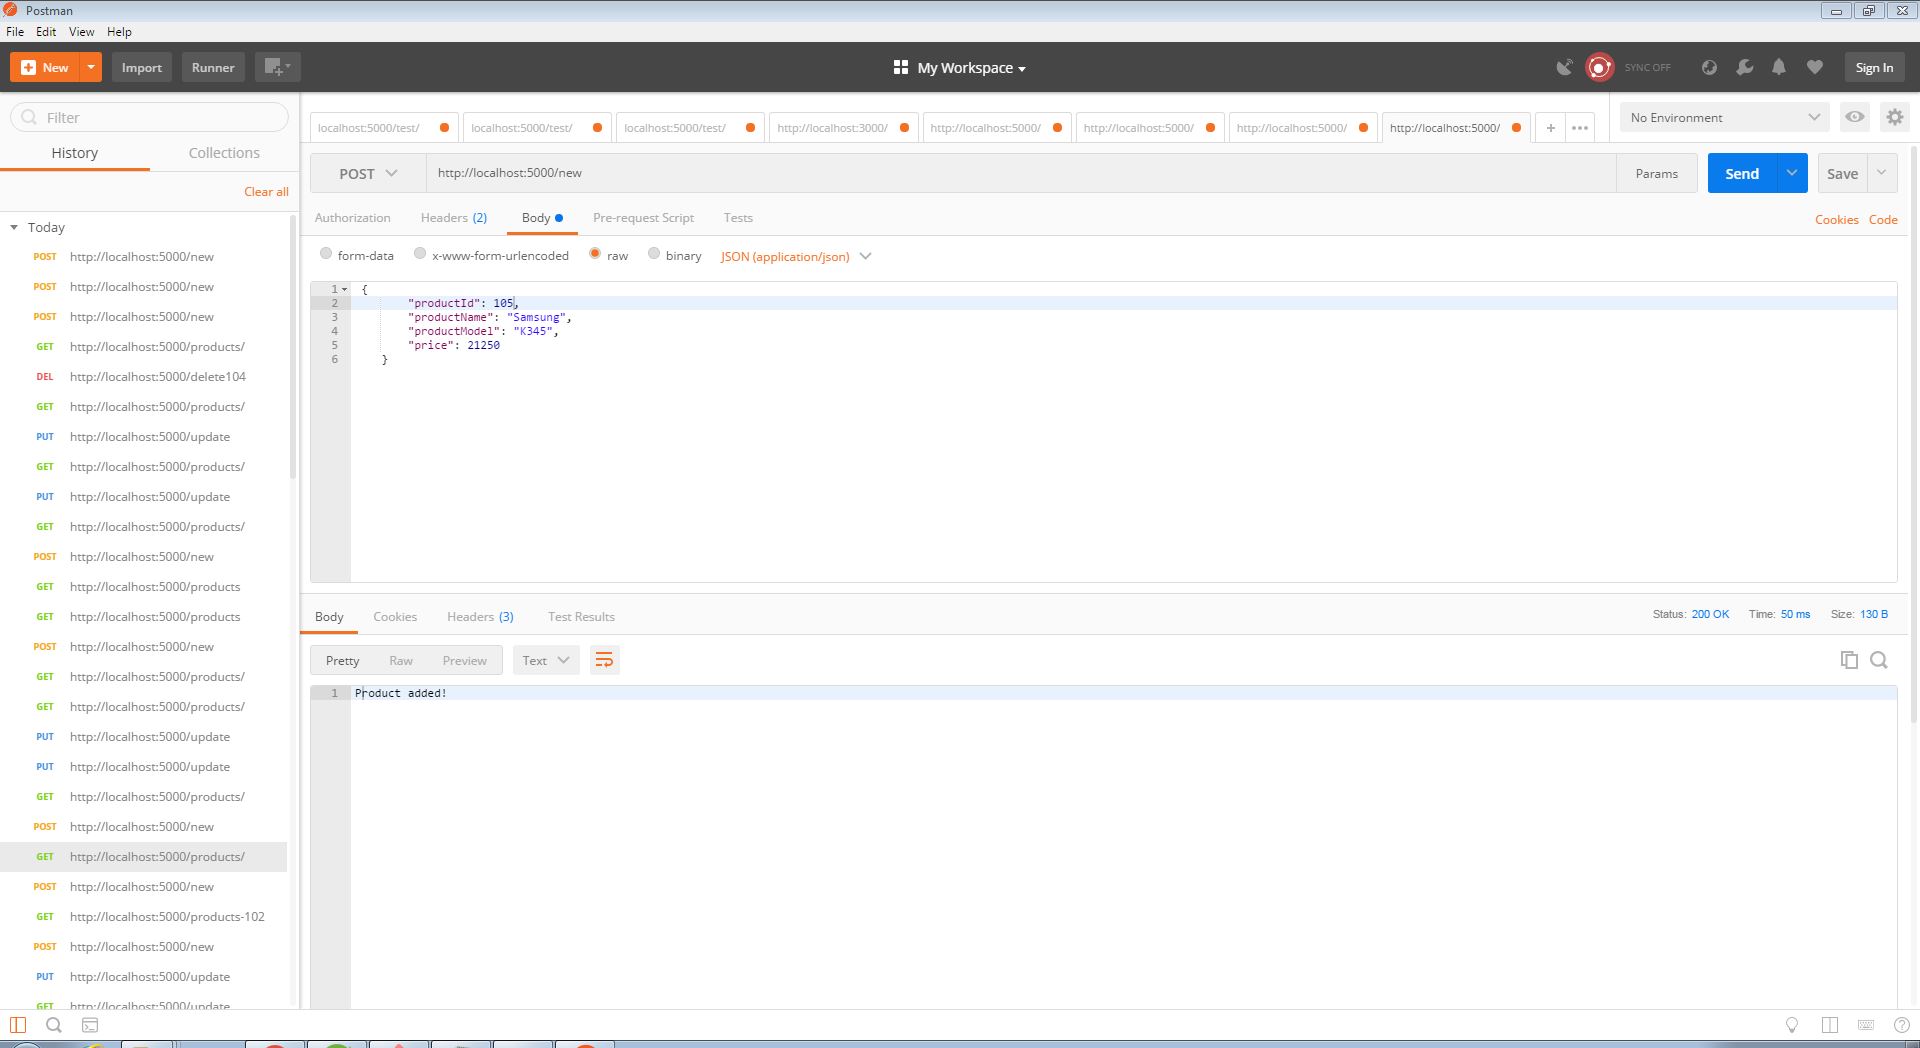 Postman
File Edit View Help
New Import Runner My Workspace SYNC OFF Sign In
Filter
History Collections
Clear all
Today
POST http://localhost:5000/new
POST http://localhost:5000/new
POST http://localhost:5000/new
GET http://localhost:5000/products/
DEL http://localhost:5000/delete104
GET http://localhost:5000/products/
PUT http://localhost:5000/update
GET http://localhost:5000/products/
PUT http://localhost:5000/update
GET http://localhost:5000/products/
POST http://localhost:5000/new
GET http://localhost:5000/products
GET http://localhost:5000/products
POST http://localhost:5000/new
GET http://localhost:5000/products/
GET http://localhost:5000/products/
PUT http://localhost:5000/update
PUT http://localhost:5000/update
GET http://localhost:5000/products/
POST http://localhost:5000/new
GET http://localhost:5000/products/
POST http://localhost:5000/new
GET http://localhost:5000/products-102
POST http://localhost:5000/new
PUT http://localhost:5000/update
GET http://localhost:5000/update
localhost:5000/test/ localhost:5000/test/ localhost:5000/test/ http://localhost:3000/ http://localhost:5000/ http://localhost:5000/ http://localhost:5000/ http://localhost:5000/ + ••• No Environment
POST http://localhost:5000/new Params Send Save
Authorization Headers (2) Body Pre-request Script Tests Cookies Code
form-data x-www-form-urlencoded raw binary JSON (application/json)
1 {
2 "productId": 105,
3 "productName": "Samsung",
4 "productModel": "K345",
5 "price": 21250
6 }
Body Cookies Headers (3) Test Results Status: 200 OK Time: 50 ms Size: 130 B
Pretty Raw Preview Text
1 Product added!